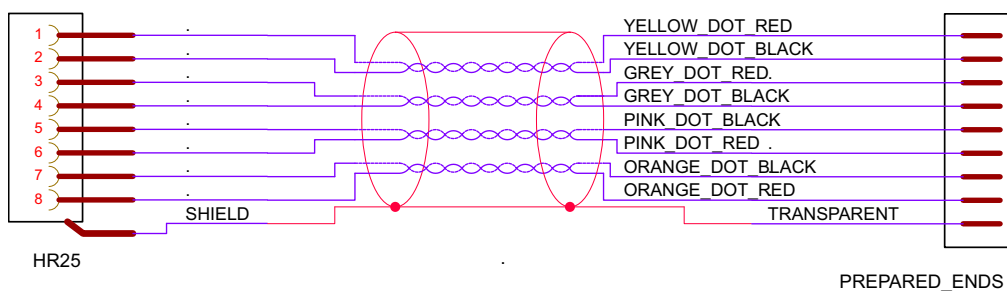 1
YELLOW_DOT_RED
2
YELLOW_DOT_BLACK
3
GREY_DOT_RED.
4
GREY_DOT_BLACK
5
PINK_DOT_BLACK
6
PINK_DOT_RED .
7
ORANGE_DOT_BLACK
8
ORANGE_DOT_RED
SHIELD
TRANSPARENT
HR25
PREPARED_ENDS